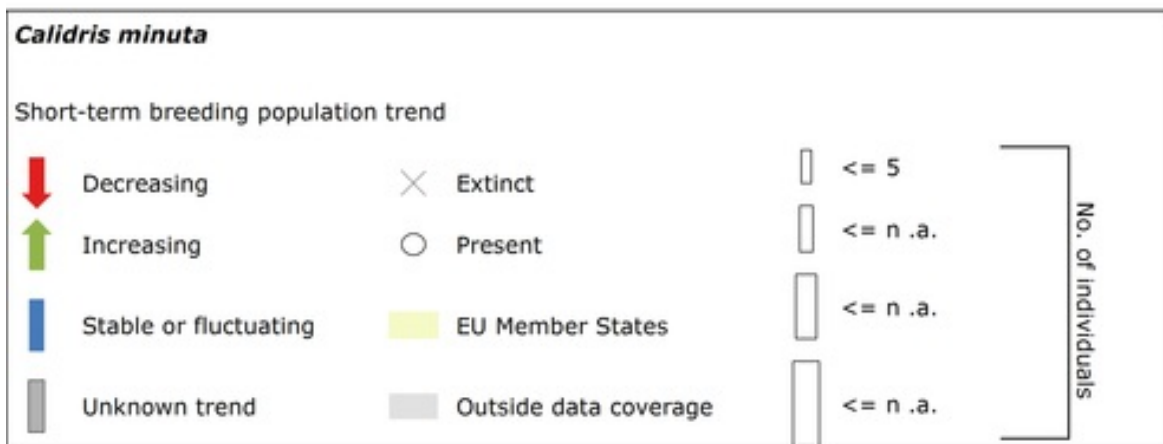 Calidris minuta
Short-term breeding population trend
Decreasing
Extinct
<= 5
Increasing
Present
<= n .a.
Stable or fluctuating
EU Member States
<= n .a.
Unknown trend
Outside data coverage
<= n .a.
No. of individuals